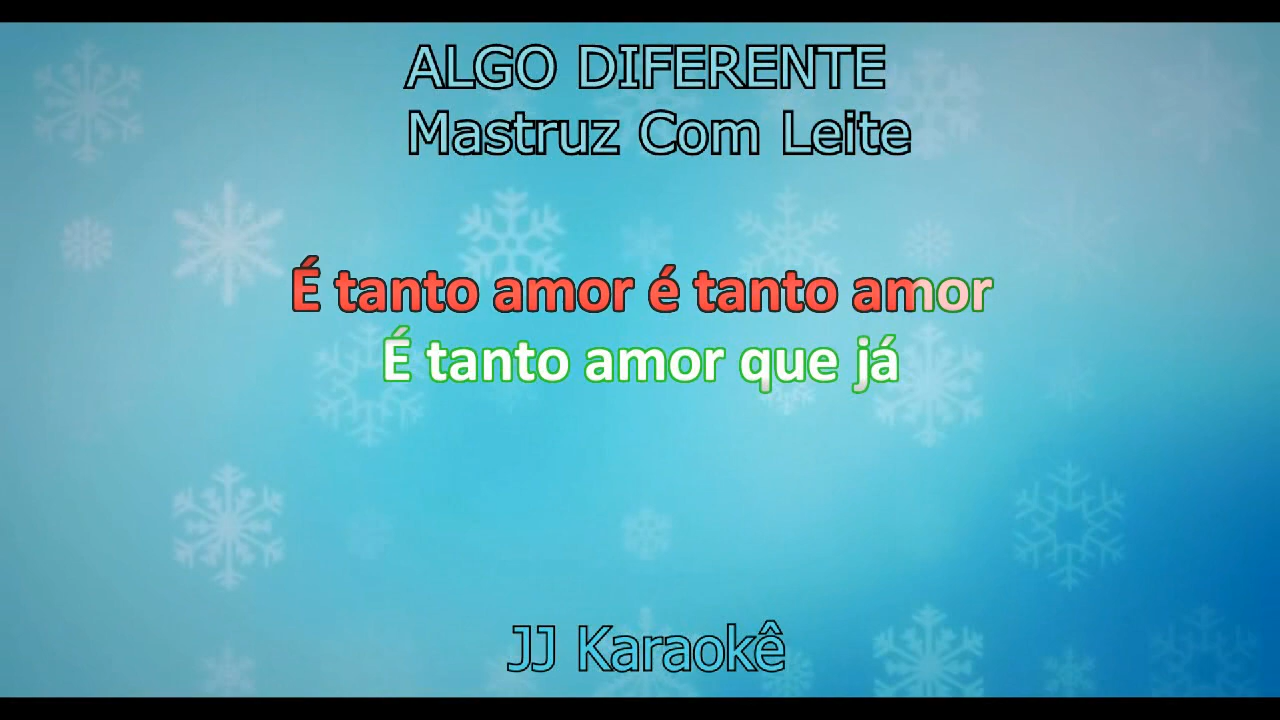 ALGO DIFERENTE
Mastruz Com Leite
É tanto amor é tanto amor
É tanto amor que já
JJ Karaokê